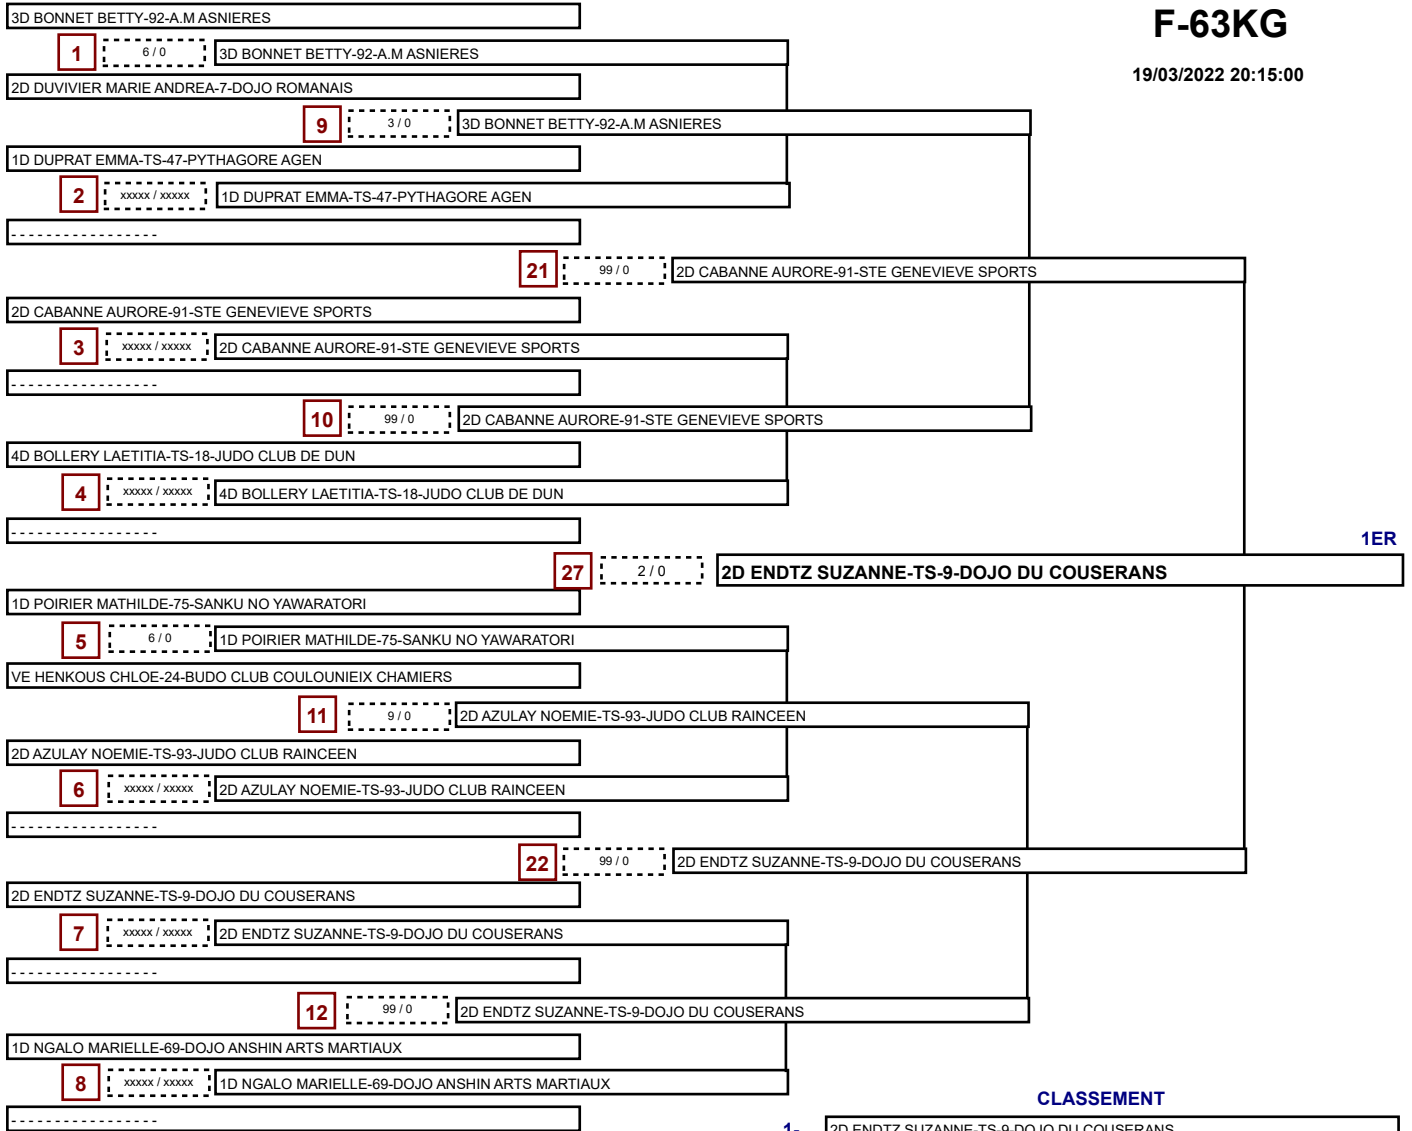 3D BONNET BETTY-92-A.M ASNIERES
F-63KG
1
6 / 0
3D BONNET BETTY-92-A.M ASNIERES
19/03/2022 20:15:00
2D DUVIVIER MARIE ANDREA-7-DOJO ROMANAIS
9
3 / 0
3D BONNET BETTY-92-A.M ASNIERES
1D DUPRAT EMMA-TS-47-PYTHAGORE AGEN
2
xxxxx / xxxxx
1D DUPRAT EMMA-TS-47-PYTHAGORE AGEN
- - - - - - - - - - - - - - - - -
21
99 / 0
2D CABANNE AURORE-91-STE GENEVIEVE SPORTS
2D CABANNE AURORE-91-STE GENEVIEVE SPORTS
3
xxxxx / xxxxx
2D CABANNE AURORE-91-STE GENEVIEVE SPORTS
- - - - - - - - - - - - - - - - -
10
99 / 0
2D CABANNE AURORE-91-STE GENEVIEVE SPORTS
4D BOLLERY LAETITIA-TS-18-JUDO CLUB DE DUN
4
xxxxx / xxxxx
4D BOLLERY LAETITIA-TS-18-JUDO CLUB DE DUN
- - - - - - - - - - - - - - - - -
1ER
27
2 / 0
2D ENDTZ SUZANNE-TS-9-DOJO DU COUSERANS
1D POIRIER MATHILDE-75-SANKU NO YAWARATORI
5
6 / 0
1D POIRIER MATHILDE-75-SANKU NO YAWARATORI
VE HENKOUS CHLOE-24-BUDO CLUB COULOUNIEIX CHAMIERS
11
9 / 0
2D AZULAY NOEMIE-TS-93-JUDO CLUB RAINCEEN
2D AZULAY NOEMIE-TS-93-JUDO CLUB RAINCEEN
6
xxxxx / xxxxx
2D AZULAY NOEMIE-TS-93-JUDO CLUB RAINCEEN
- - - - - - - - - - - - - - - - -
22
99 / 0
2D ENDTZ SUZANNE-TS-9-DOJO DU COUSERANS
2D ENDTZ SUZANNE-TS-9-DOJO DU COUSERANS
7
xxxxx / xxxxx
2D ENDTZ SUZANNE-TS-9-DOJO DU COUSERANS
- - - - - - - - - - - - - - - - -
12
99 / 0
2D ENDTZ SUZANNE-TS-9-DOJO DU COUSERANS
1D NGALO MARIELLE-69-DOJO ANSHIN ARTS MARTIAUX
8
xxxxx / xxxxx
1D NGALO MARIELLE-69-DOJO ANSHIN ARTS MARTIAUX
CLASSEMENT
- - - - - - - - - - - - - - - - -
1-
2D ENDTZ SUZANNE-TS-9-DOJO DU COUSERANS